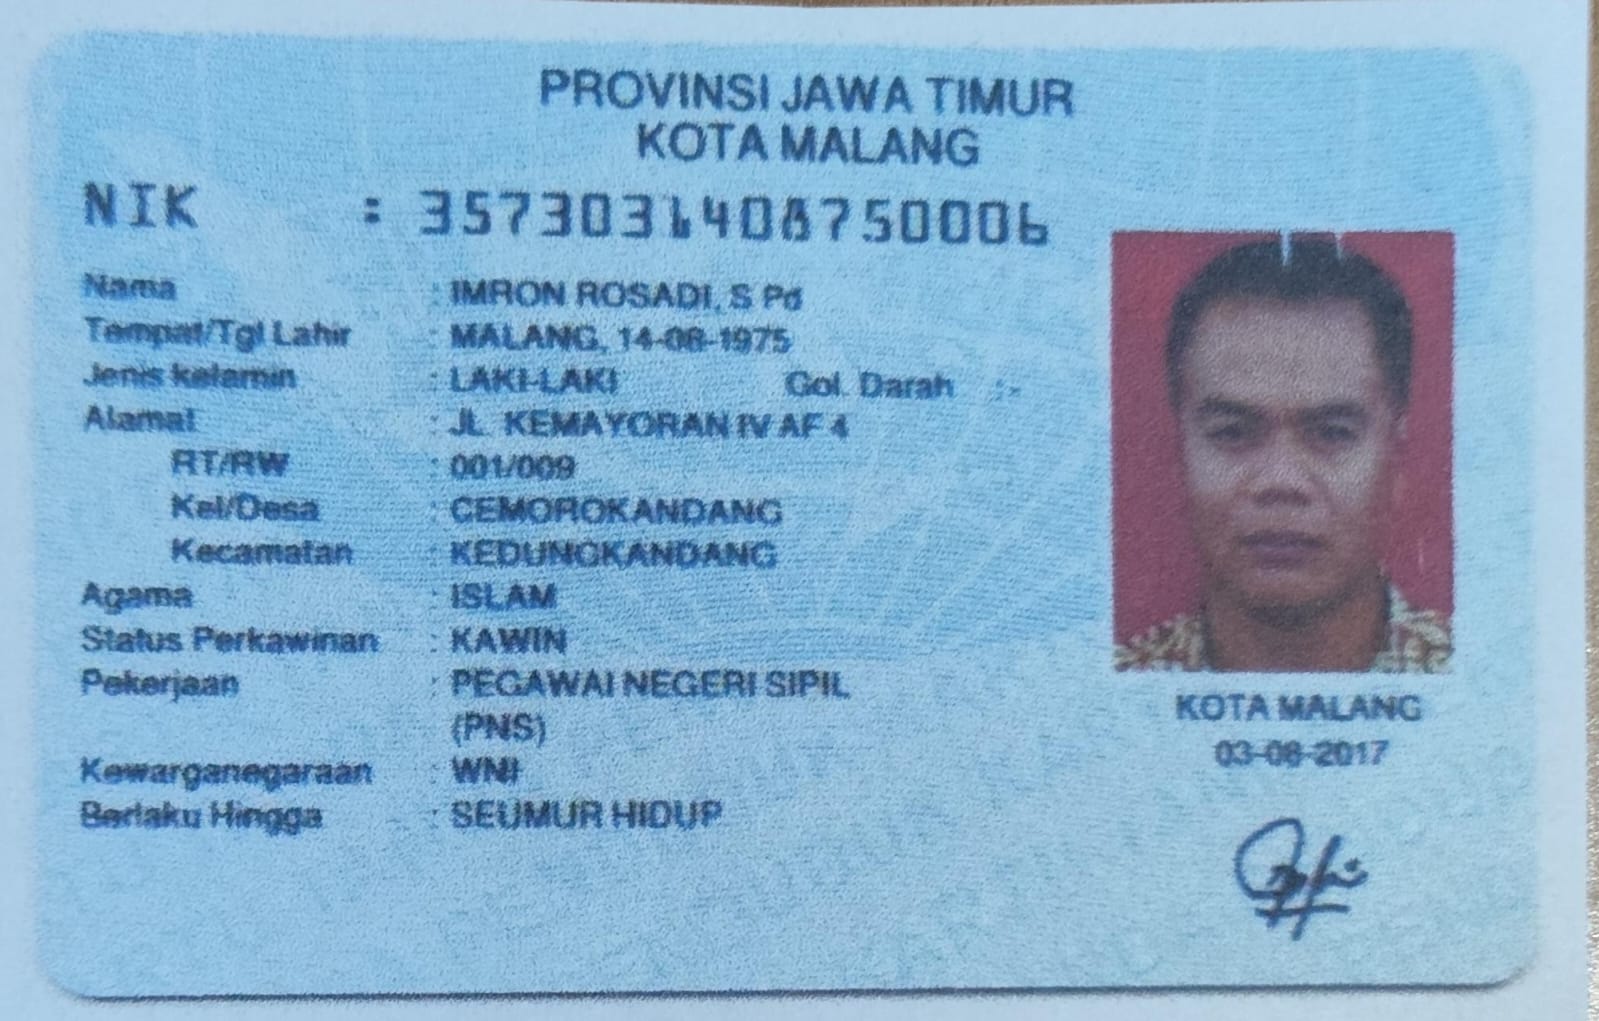 PROVINSI JAWA TIMUR
KOTA MALANG
NIK : 3573031408750006
Nama : IMRON ROSADI, S Pd
Tempat/Tgl Lahir : MALANG, 14-08-1975
Jenis kelamin : LAKI-LAKI Gol. Darah : -
Alamat : JL KEMAYORAN IV AF 4
RT/RW : 001/009
Kel/Desa : CEMOROKANDANG
Kecamatan : KEDUNGKANDANG
Agama : ISLAM
Status Perkawinan : KAWIN
Pekerjaan : PEGAWAI NEGERI SIPIL
(PNS)
Kewarganegaraan : WNI
Berlaku Hingga : SEUMUR HIDUP
KOTA MALANG
03-08-2017